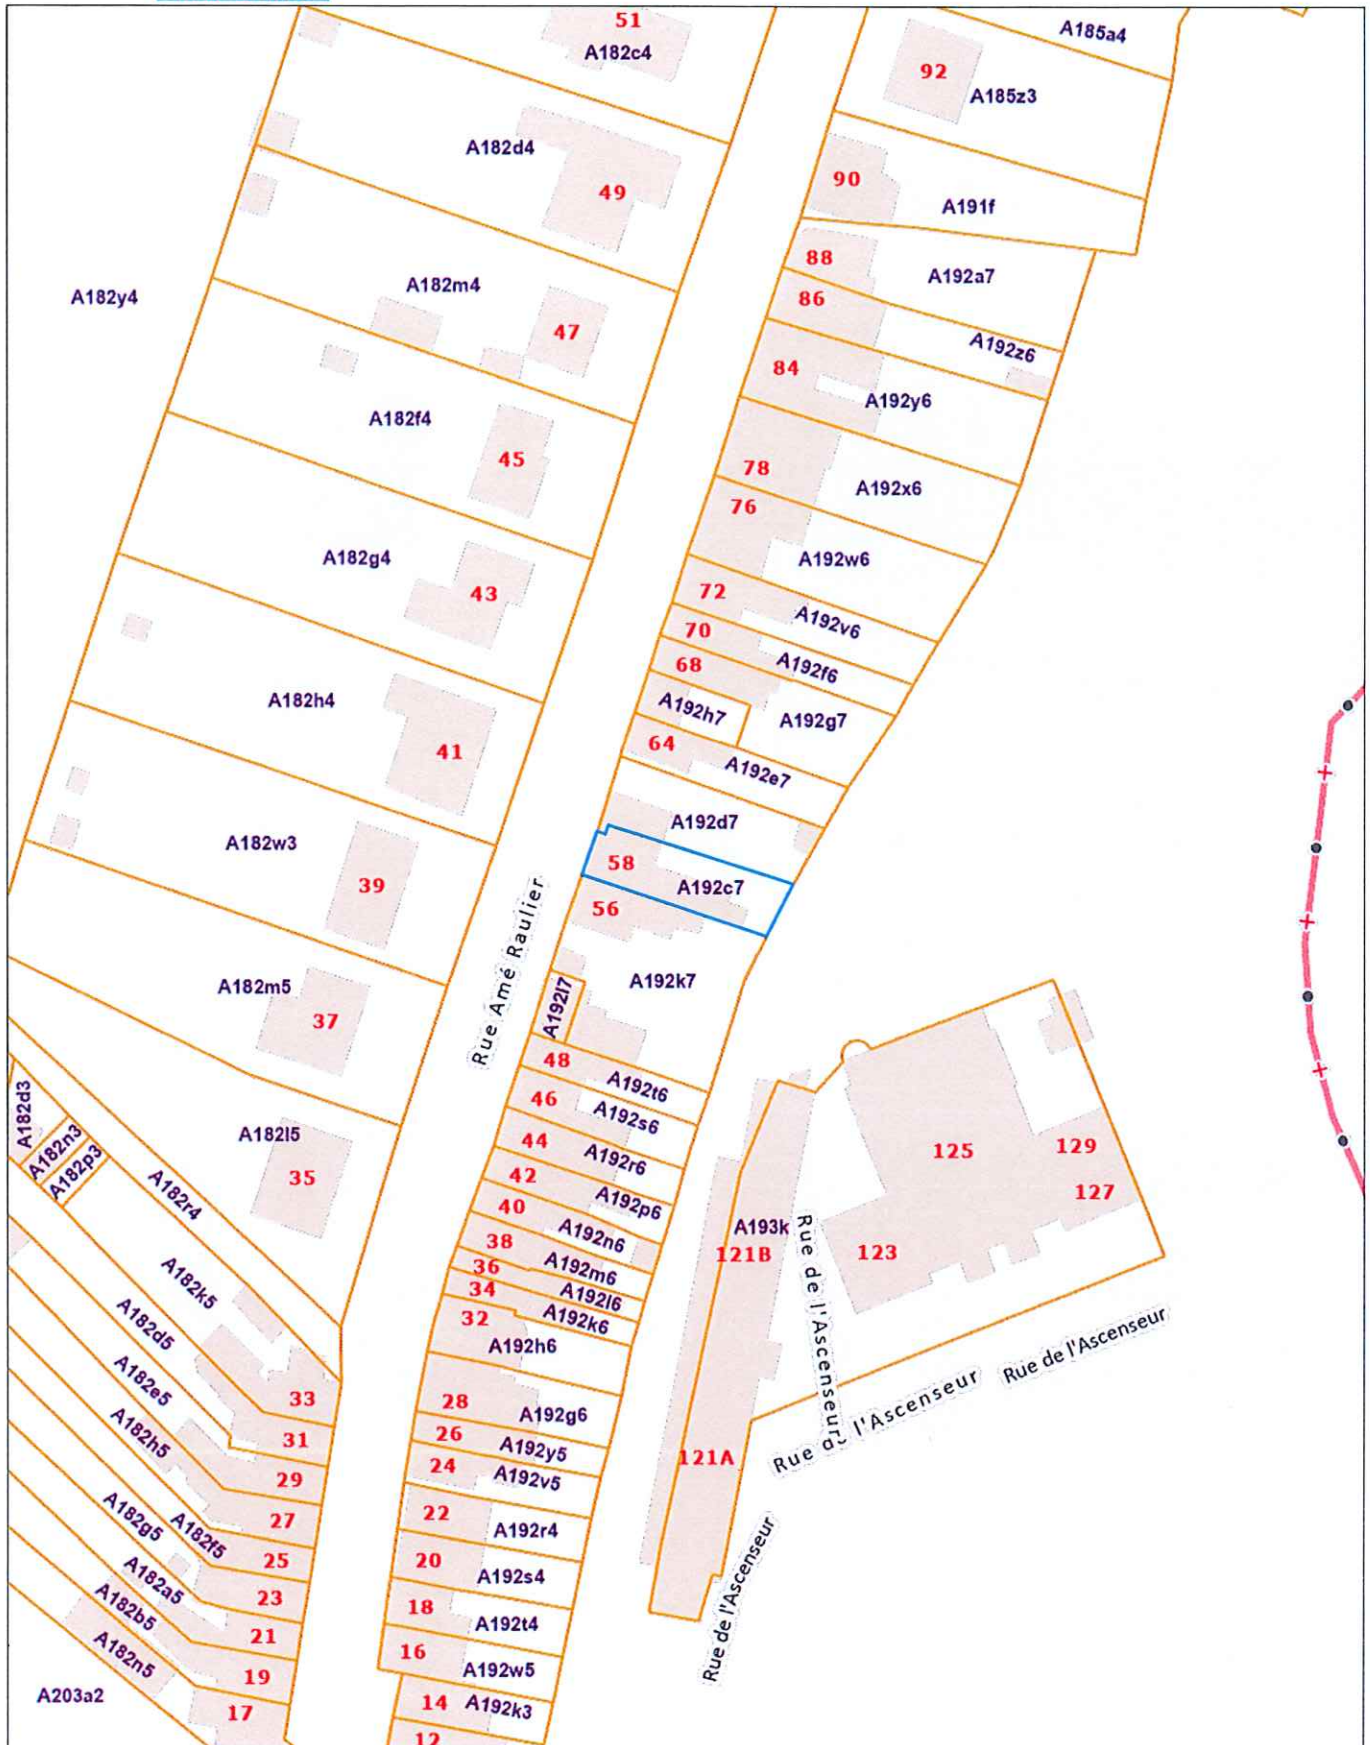 51
A182c4
A185a4
92
A185z3
A182d4
49
90
A191f
88
A192a7
86
A182y4
A182m4
47
A192z6
84
A192y6
A182f4
45
78
A192x6
76
A182g4
43
A192w6
72
A192v6
70
A192f6
68
A182h4
A192h7
A192g7
41
64
A192e7
A192d7
A182w3
39
58
A192c7
56
Rue Amé Raulier
A182m5
37
A192k7
A192l7
48
A192t6
46
A192s6
A182d3
A182n3
A182p3
A182l5
35
A182r4
44
A192r6
42
A192p6
40
A192n6
38
A192m6
36
A192l6
34
A192k6
32
A192h6
125
129
127
A193k
121B
123
Rue de l'Ascenseur
Rue de l'Ascenseur
Rue de l'Ascenseur
A182k5
A182d5
A182e5
A182h5
33
28
A192g6
31
26
A192y5
29
24
A192v5
121A
27
22
A192r4
A182g5
A182f5
25
20
A192s4
A182a5
23
18
A192t4
Rue de l'Ascenseur
A182b5
21
16
A192w5
A182n5
19
A203a2
17
14
A192k3
12